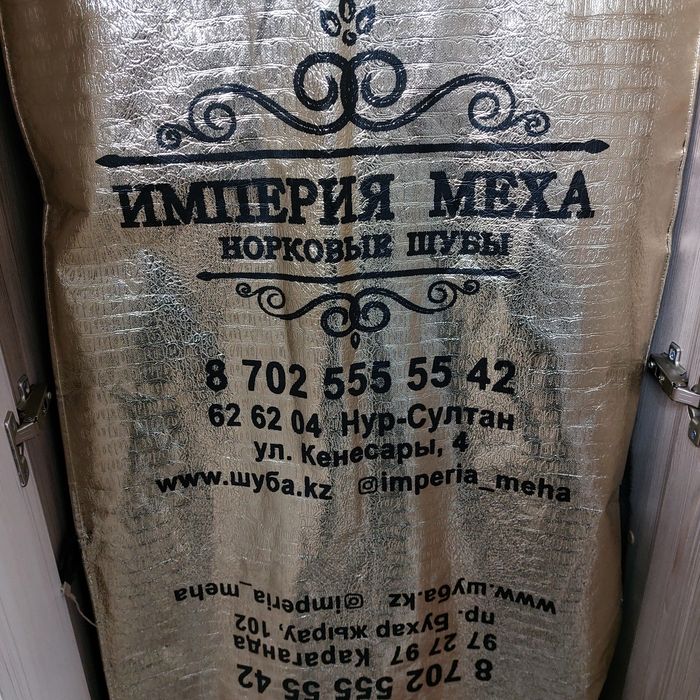 ИМПЕРИЯ МЕХА
НОРКОВЫЕ ШУБЫ
8 702 555 55 42
62 62 04 Нур-Султан
ул. Кенесары, 4
www.шуба.kz @imperia_meha
8 702 555 55 42
97 27 97 Караганда
пр. Бухар жырау, 102
www.шуба.kz @imperia_meha